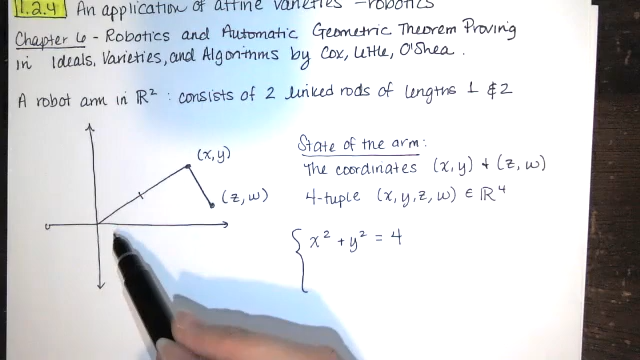 1.2.4 An application of affine varieties - robotics
Chapter 6 - Robotics and Automatic Geometric Theorem Proving
in Ideals, Varieties, and Algorithms by Cox, Little, O'Shea.
A robot arm in ℝ² : consists of 2 linked rods of lengths 1 & 2
State of the arm:
The coordinates (x,y) + (z,w)
4-tuple (x,y,z,w) ∈ ℝ⁴
(x,y)
(z,w)
{ x² + y² = 4